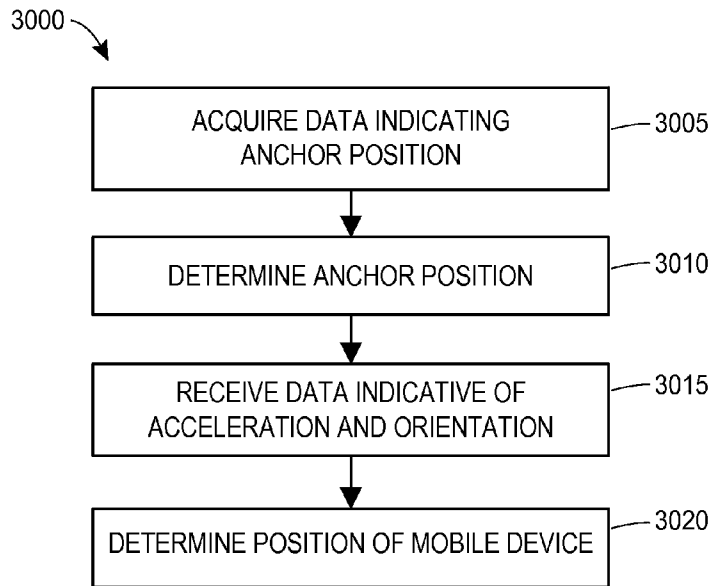 3000
ACQUIRE DATA INDICATING
ANCHOR POSITION
3005
DETERMINE ANCHOR POSITION
3010
RECEIVE DATA INDICATIVE OF
ACCELERATION AND ORIENTATION
3015
DETERMINE POSITION OF MOBILE DEVICE
3020